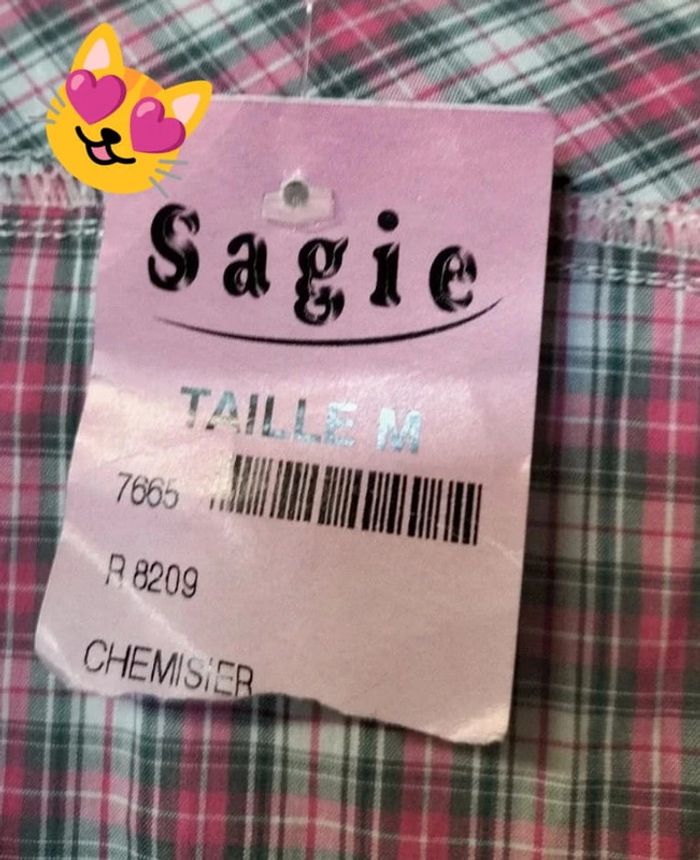 Sagie
TAILLE M
7665
R 8209
CHEMISIER